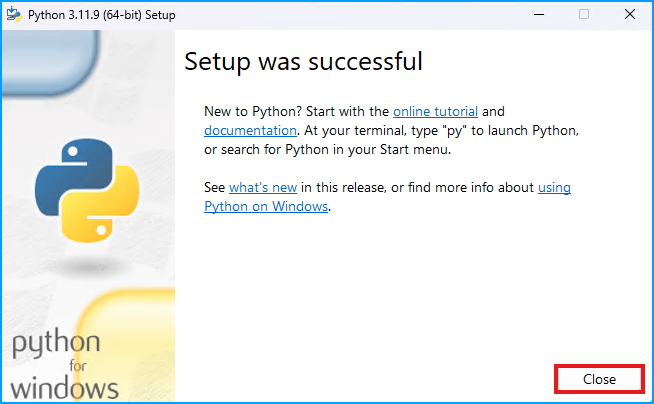 Python 3.11.9 (64-bit) Setup
Setup was successful
New to Python? Start with the online tutorial and
documentation. At your terminal, type "py" to launch Python,
or search for Python in your Start menu.
See what's new in this release, or find more info about using
Python on Windows.
python
for
windows
Close